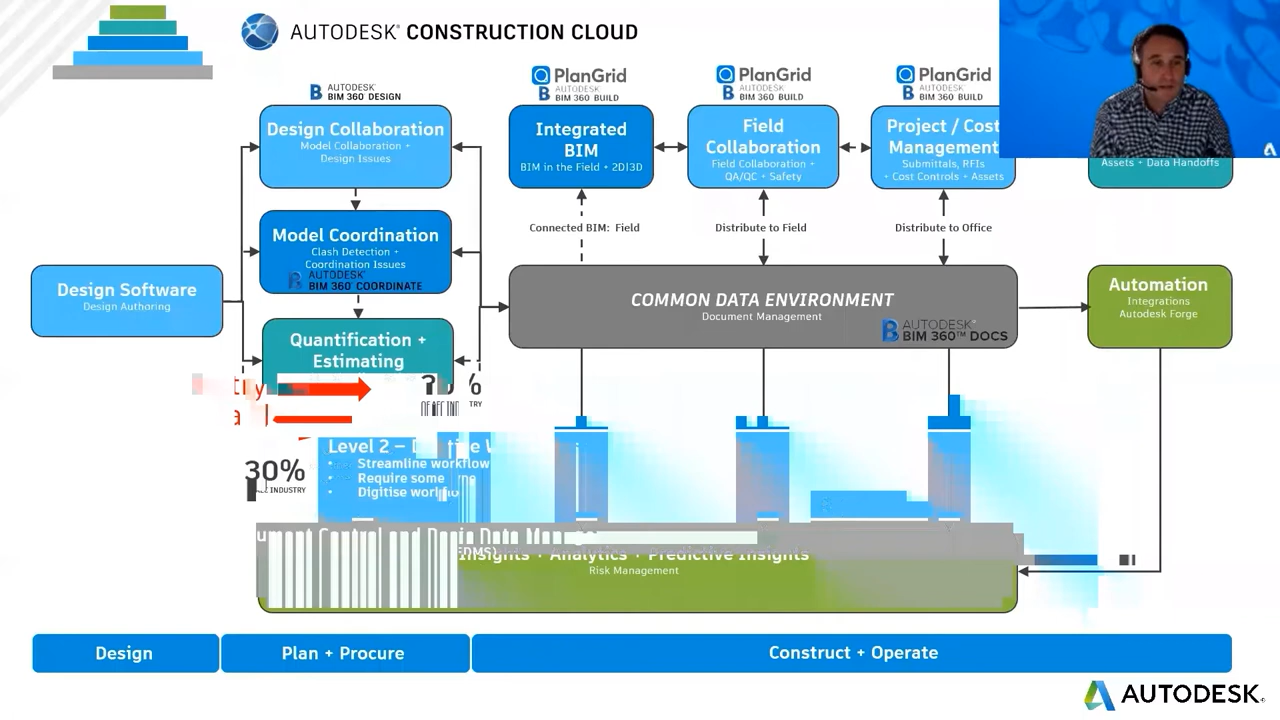 AUTODESK® CONSTRUCTION CLOUD
AUTODESK®
BIM 360® DESIGN
Design Collaboration
Model Collaboration +
Design Issues
Model Coordination
Clash Detection +
Coordination Issues
AUTODESK®
BIM 360® COORDINATE
Design Software
Design Authoring
Quantification +
Estimating
PlanGrid
AUTODESK®
BIM 360® BUILD
Integrated
BIM
BIM in the Field + 2D|3D
PlanGrid
AUTODESK®
BIM 360® BUILD
Field
Collaboration
Field Collaboration +
QA/QC + Safety
PlanGrid
AUTODESK®
BIM 360® BUILD
Project / Cost
Management
Submittals, RFIs
+ Cost Controls + Assets
Assets + Data Handoffs
Connected BIM: Field
Distribute to Field
Distribute to Office
COMMON DATA ENVIRONMENT
Document Management
AUTODESK®
BIM 360™ DOCS
Automation
Integrations
Autodesk Forge
Level 2 –
Streamline workflow
Require some
Digitise
30%
INDUSTRY
Control and Data
Insights + Analytics + Predictive Insights
Risk Management
Design
Plan + Procure
Construct + Operate
AUTODESK®